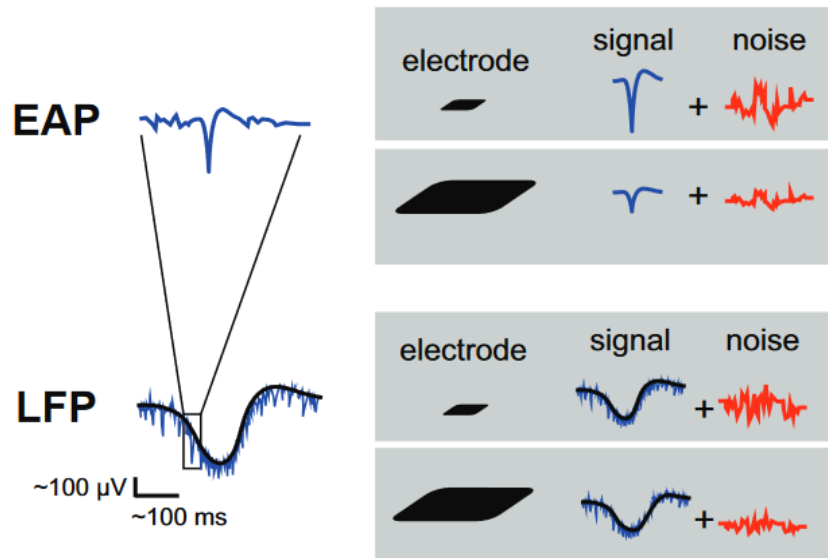 EAP
electrode signal noise
+
+
LFP
~100 µV
~100 ms
electrode signal noise
+
+